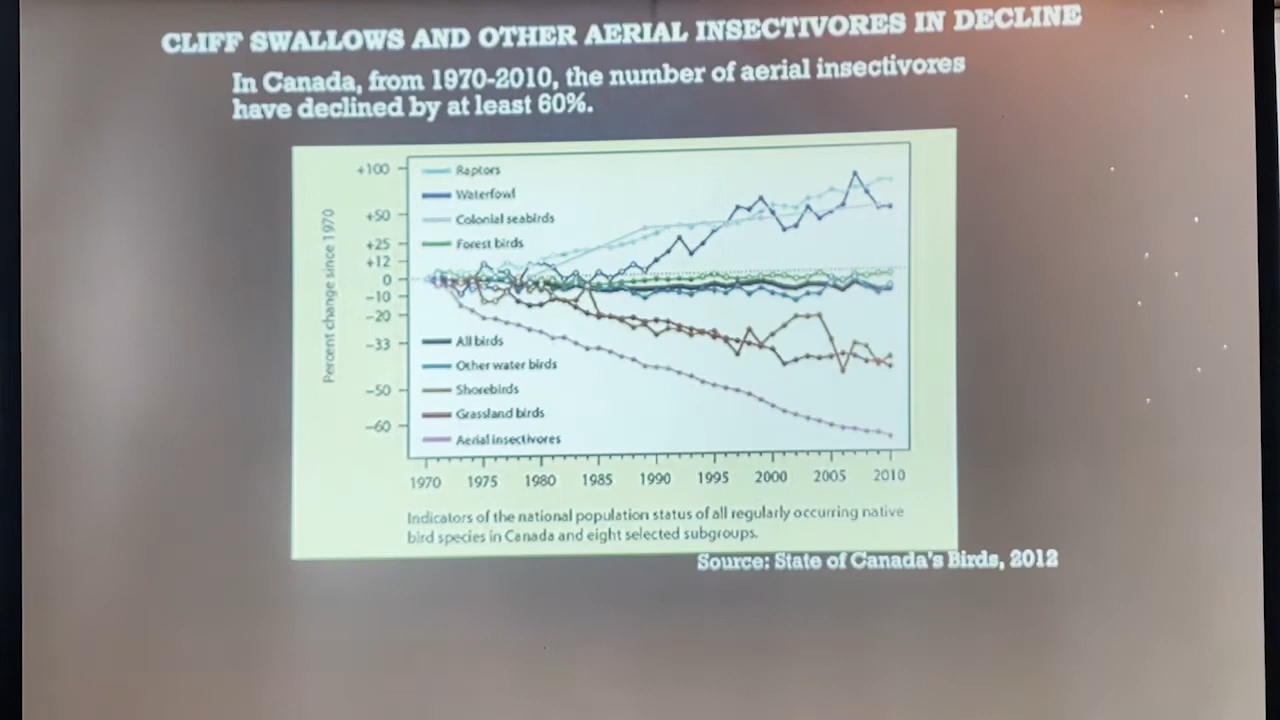 CLIFF SWALLOWS AND OTHER AERIAL INSECTIVORES IN DECLINE
In Canada, from 1970-2010, the number of aerial insectivores
have declined by at least 60%.
Percent change since 1970
+100
+50
+25
+12
0
-10
-20
-33
-50
-60
Raptors
Waterfowl
Colonial seabirds
Forest birds
All birds
Other water birds
Shorebirds
Grassland birds
Aerial insectivores
1970 1975 1980 1985 1990 1995 2000 2005 2010
Indicators of the national population status of all regularly occurring native
bird species in Canada and eight selected subgroups.
Source: State of Canada's Birds, 2012